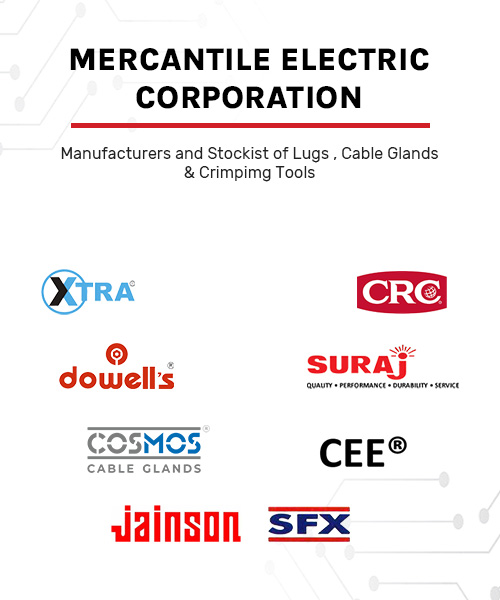 MERCANTILE ELECTRIC
CORPORATION
Manufacturers and Stockist of Lugs , Cable Glands
& Crimpimg Tools
XTRA
CRC®
dowell's®
SURAJ
QUALITY • PERFORMANCE • DURABILITY • SERVICE
COSMOS®
CABLE GLANDS
CEE®
Jainson
SFX